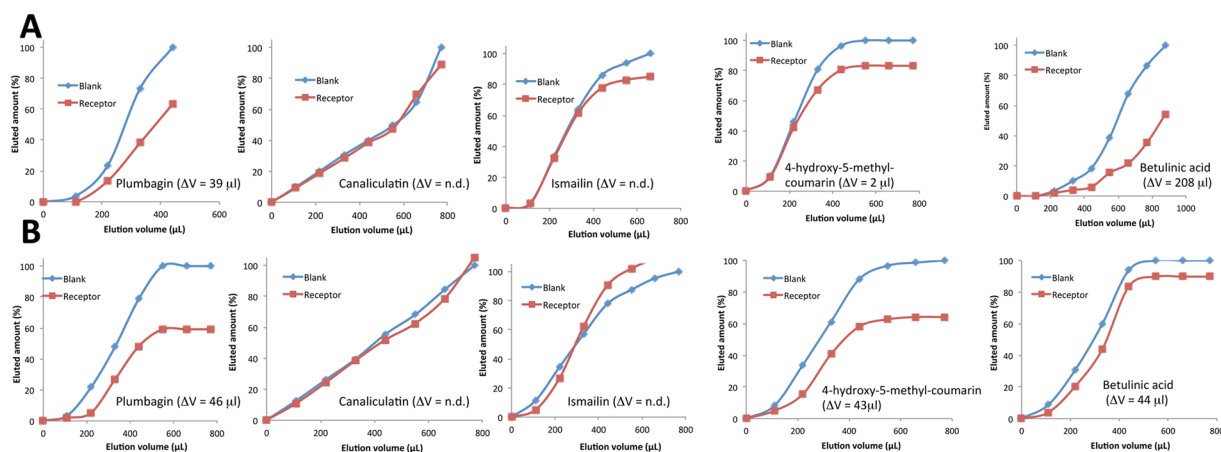 A
Eluted amount (%)
100
80
60
40
20
0
Blank
Receptor
Plumbagin (ΔV = 39 μl)
0
200
400
600
Elution volume (μL)
Eluted amount (%)
100
80
60
40
20
0
Blank
Receptor
Canaliculatin (ΔV = n.d.)
0
200
400
600
800
Elution volume (μL)
Eluted amount (%)
100
80
60
40
20
0
Blank
Receptor
Ismailin (ΔV = n.d.)
0
200
400
600
800
Elution volume (μL)
Eluted amount (%)
100
80
60
40
20
0
Blank
Receptor
4-hydroxy-5-methyl-
coumarin (ΔV = 2 μl)
0
200
400
600
800
Elution volume (μL)
Eluted amount (%)
100
80
60
40
20
0
Blank
Receptor
Betulinic acid
(ΔV = 208 μl)
0
200
400
600
800
1000
Elution volume (μL)
B
Eluted amount (%)
100
80
60
40
20
0
Blank
Receptor
Plumbagin (ΔV = 46 μl)
0
200
400
600
800
Elution volume (μL)
Eluted amount (%)
100
80
60
40
20
0
Blank
Receptor
Canaliculatin (ΔV = n.d.)
0
200
400
600
800
Elution volume (μL)
Eluted amount (%)
100
80
60
40
20
0
Blank
Receptor
Ismailin (ΔV = n.d.)
0
200
400
600
800
Elution volume (μL)
Eluted amount (%)
100
80
60
40
20
0
Blank
Receptor
4-hydroxy-5-methyl-coumarin
(ΔV = 43μl)
0
200
400
600
800
Elution volume (μL)
Eluted amount (%)
100
80
60
40
20
0
Blank
Receptor
Betulinic acid
(ΔV = 44 μl)
0
200
400
600
800
Elution volume (μL)